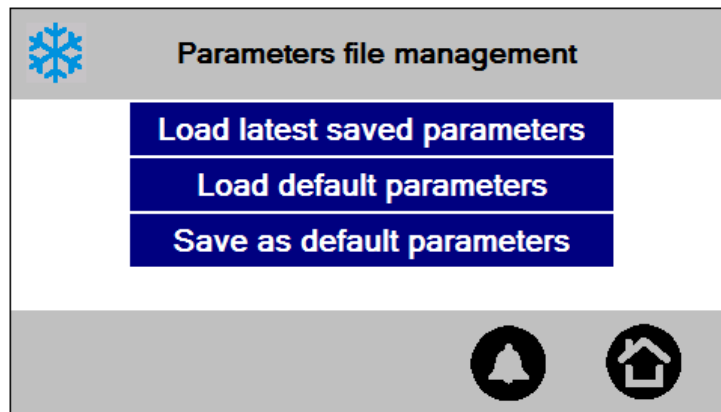 Parameters file management
Load latest saved parameters
Load default parameters
Save as default parameters